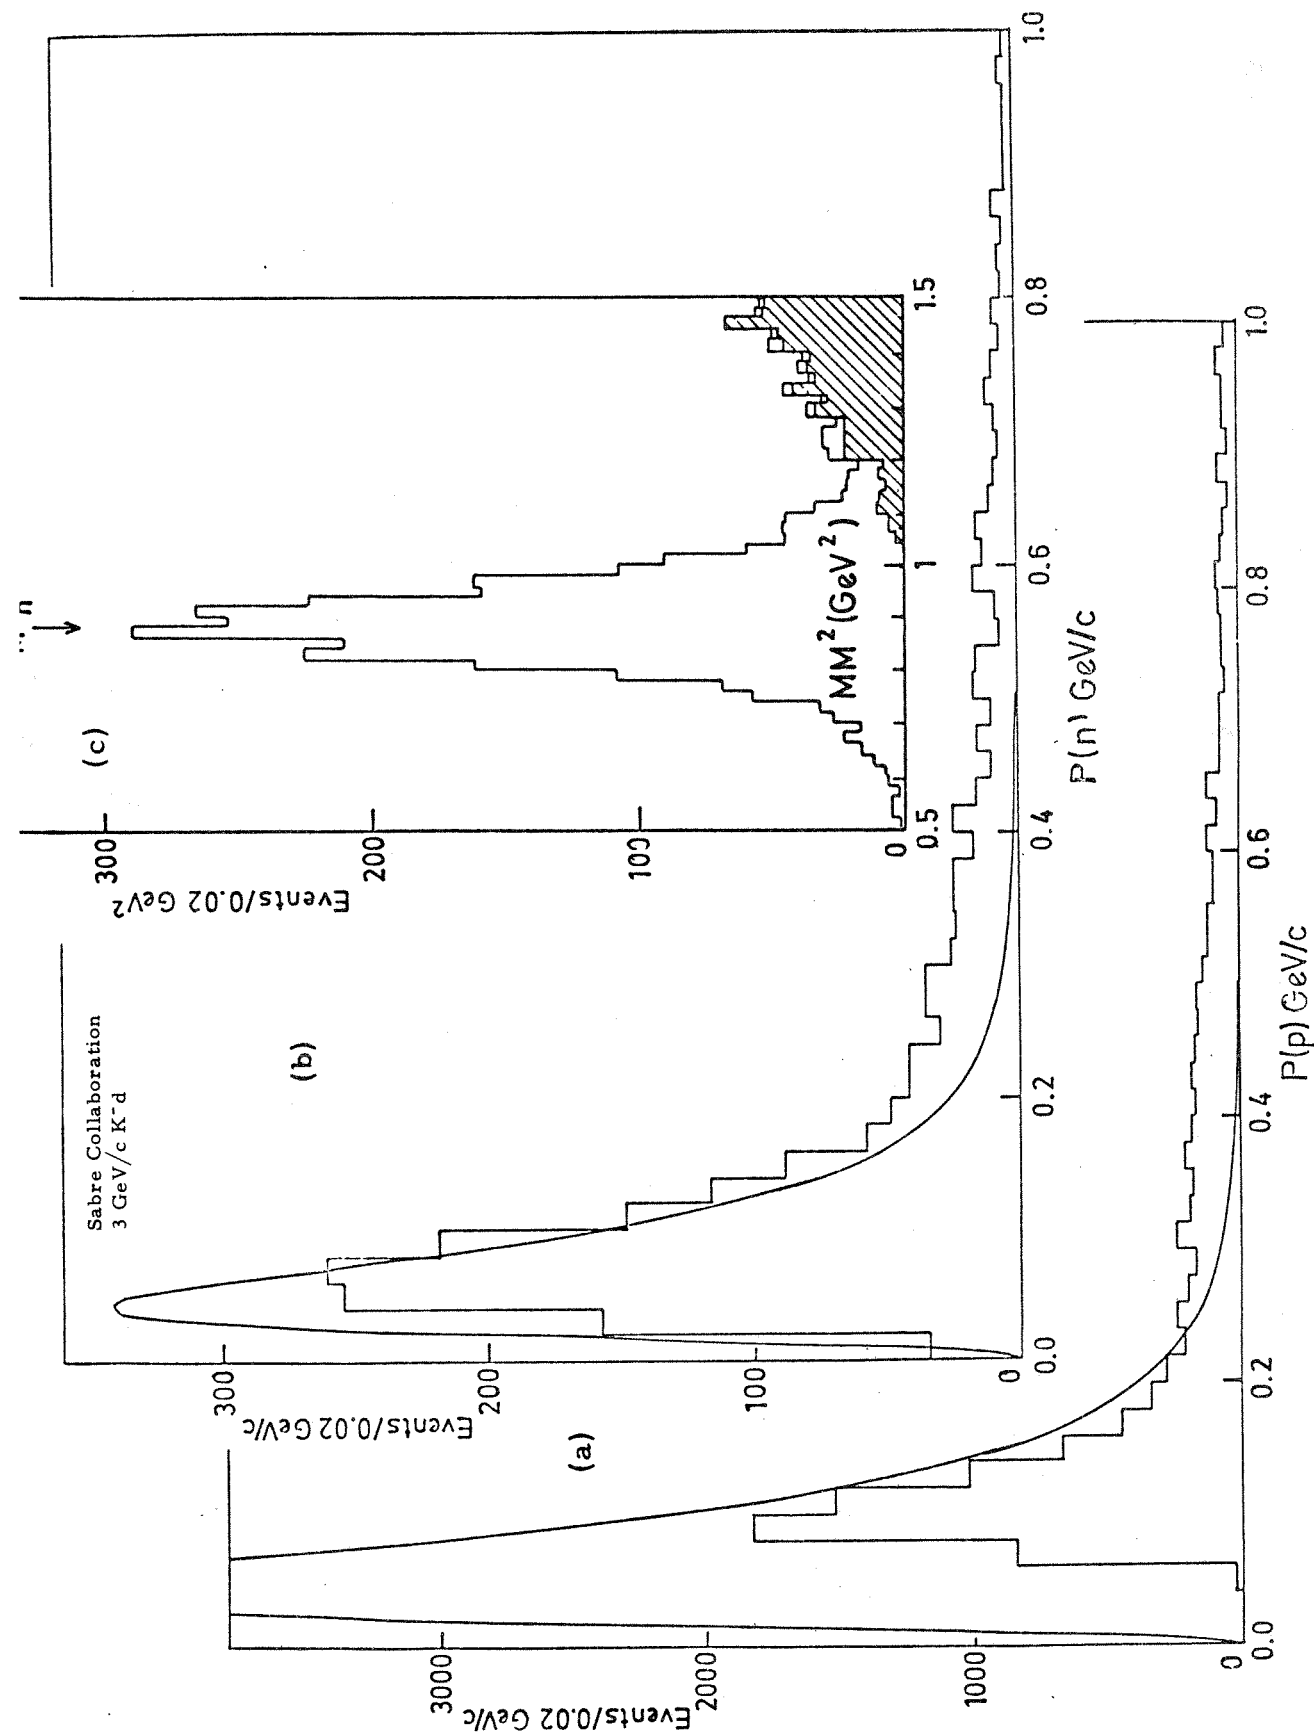 Sabre Collaboration
3 GeV/c K⁻d
(a)
Events/0.02 GeV/c
3000
2000
1000
0
0.0
0.2
0.4
0.6
0.8
1.0
P(p) GeV/c
(b)
Events/0.02 GeV/c
300
200
100
0
0.0
0.2
0.4
0.6
0.8
1.0
P(n) GeV/c
(c)
Events/0.02 GeV²
300
200
100
0
0.5
1
1.5
MM² (GeV²)
n